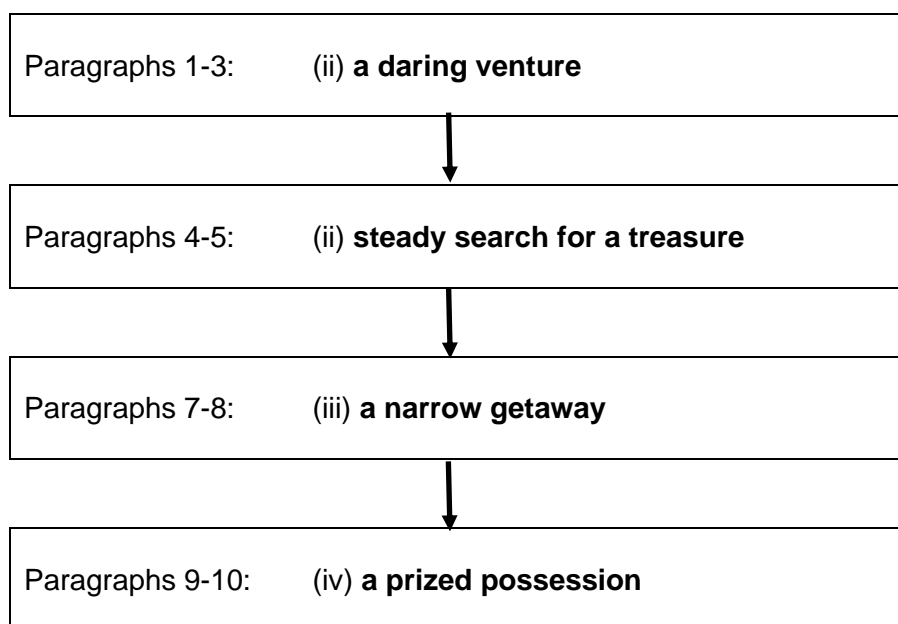 Paragraphs 1-3: (ii) a daring venture
Paragraphs 4-5: (ii) steady search for a treasure
Paragraphs 7-8: (iii) a narrow getaway
Paragraphs 9-10: (iv) a prized possession